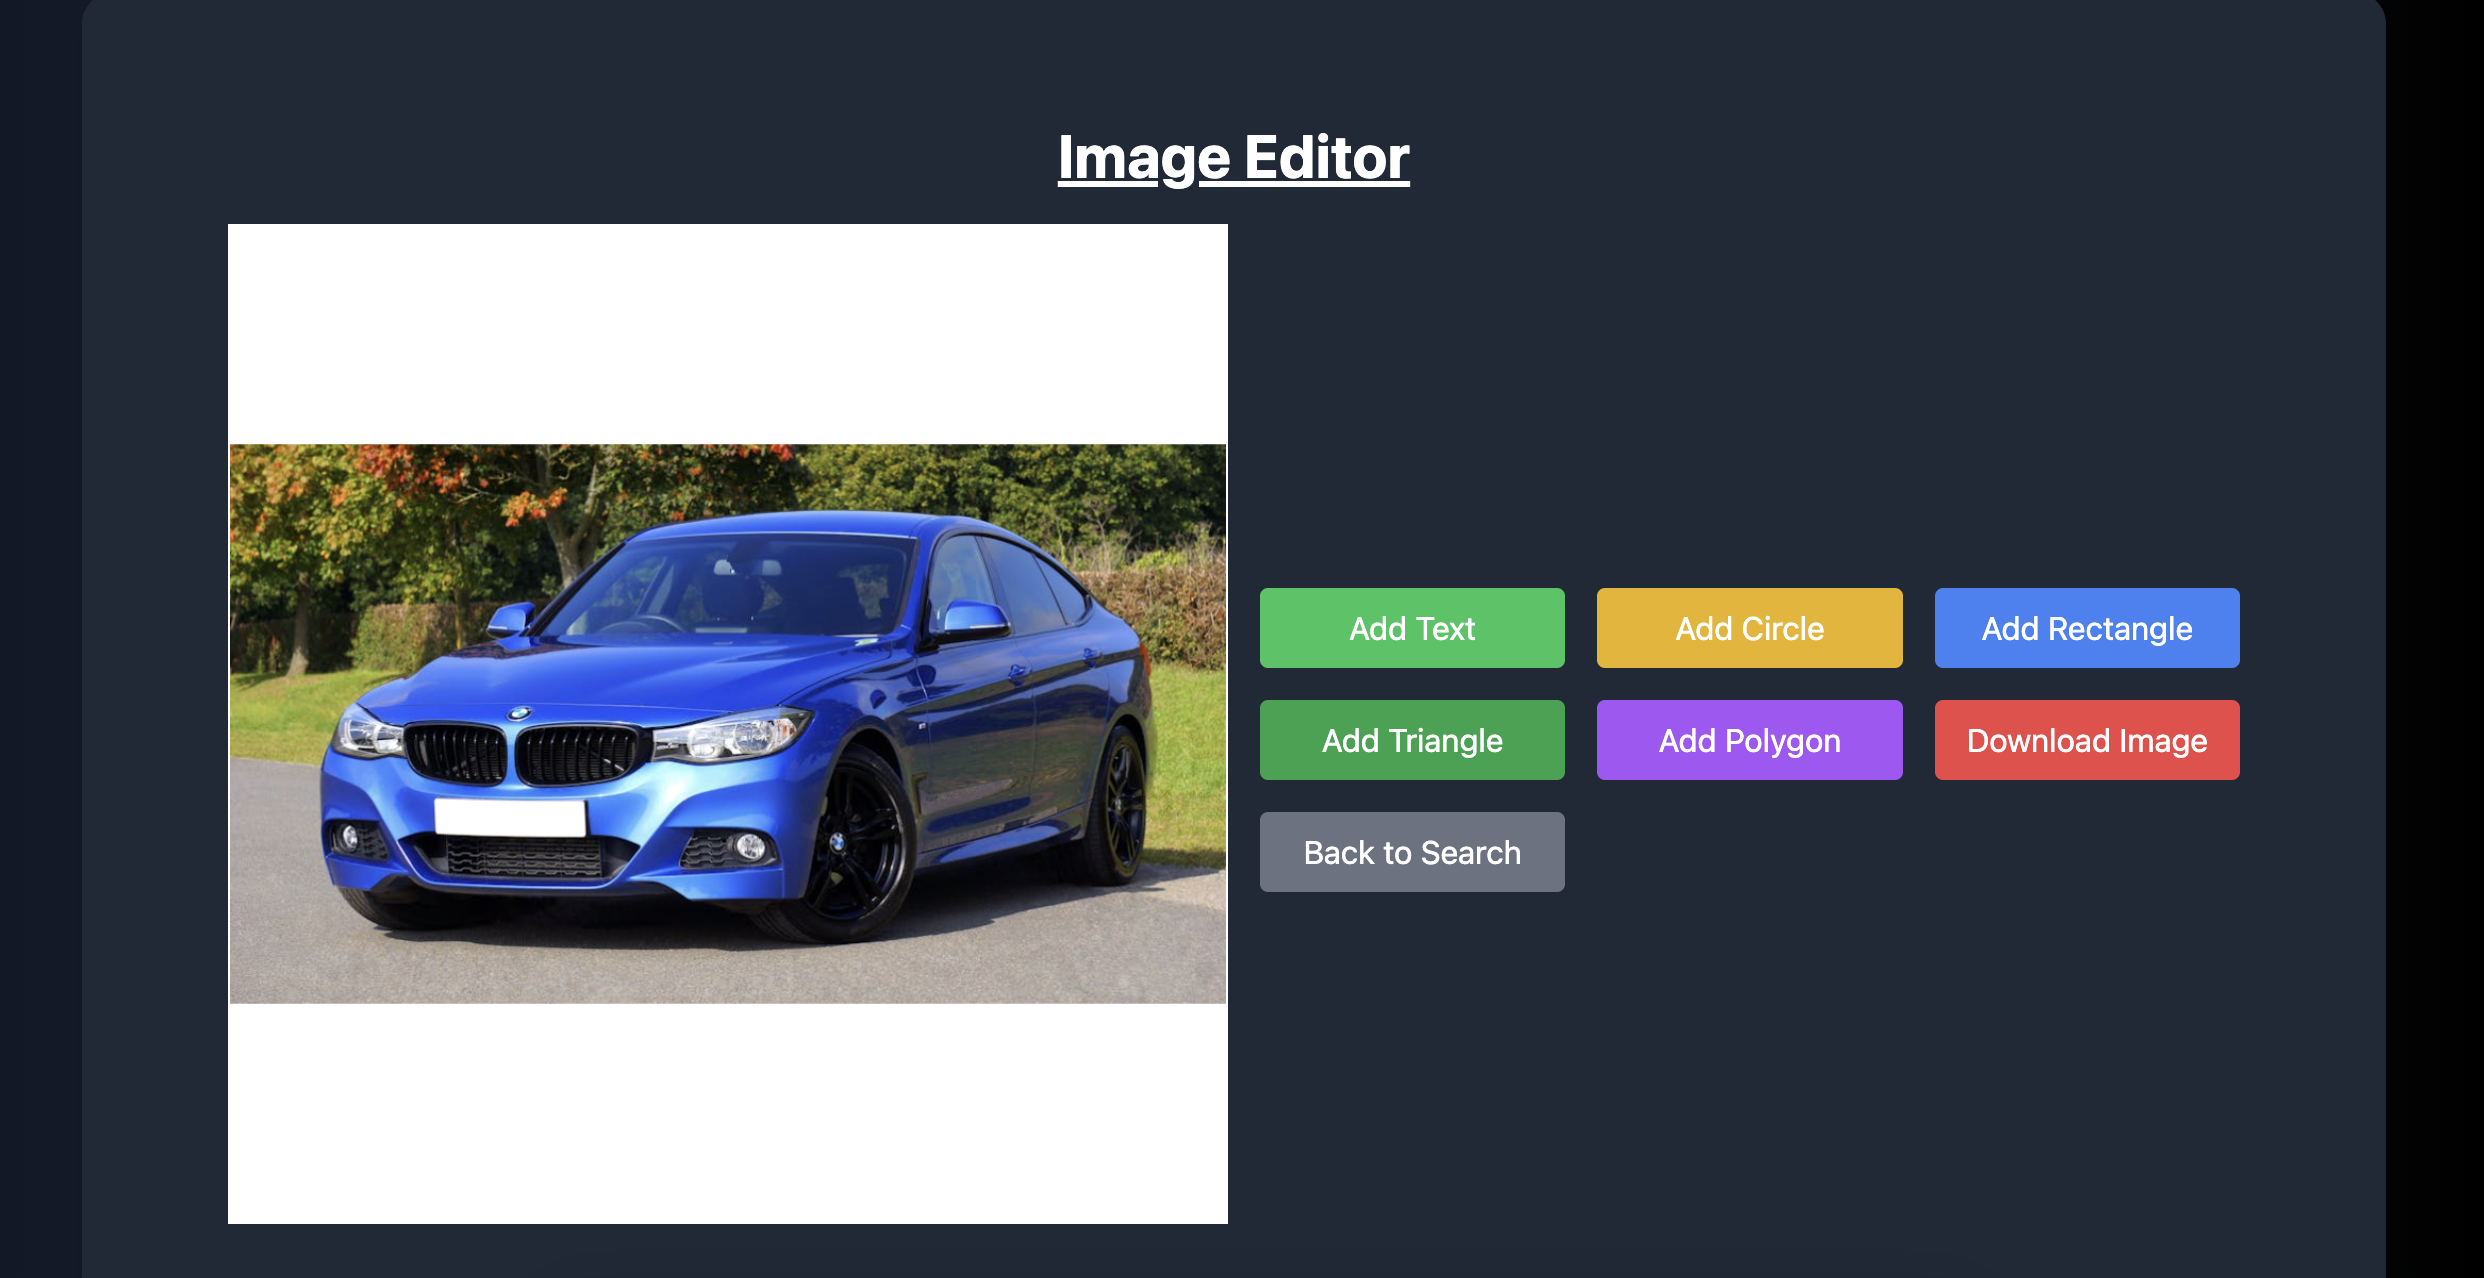 Image Editor
Add Text
Add Circle
Add Rectangle
Add Triangle
Add Polygon
Download Image
Back to Search